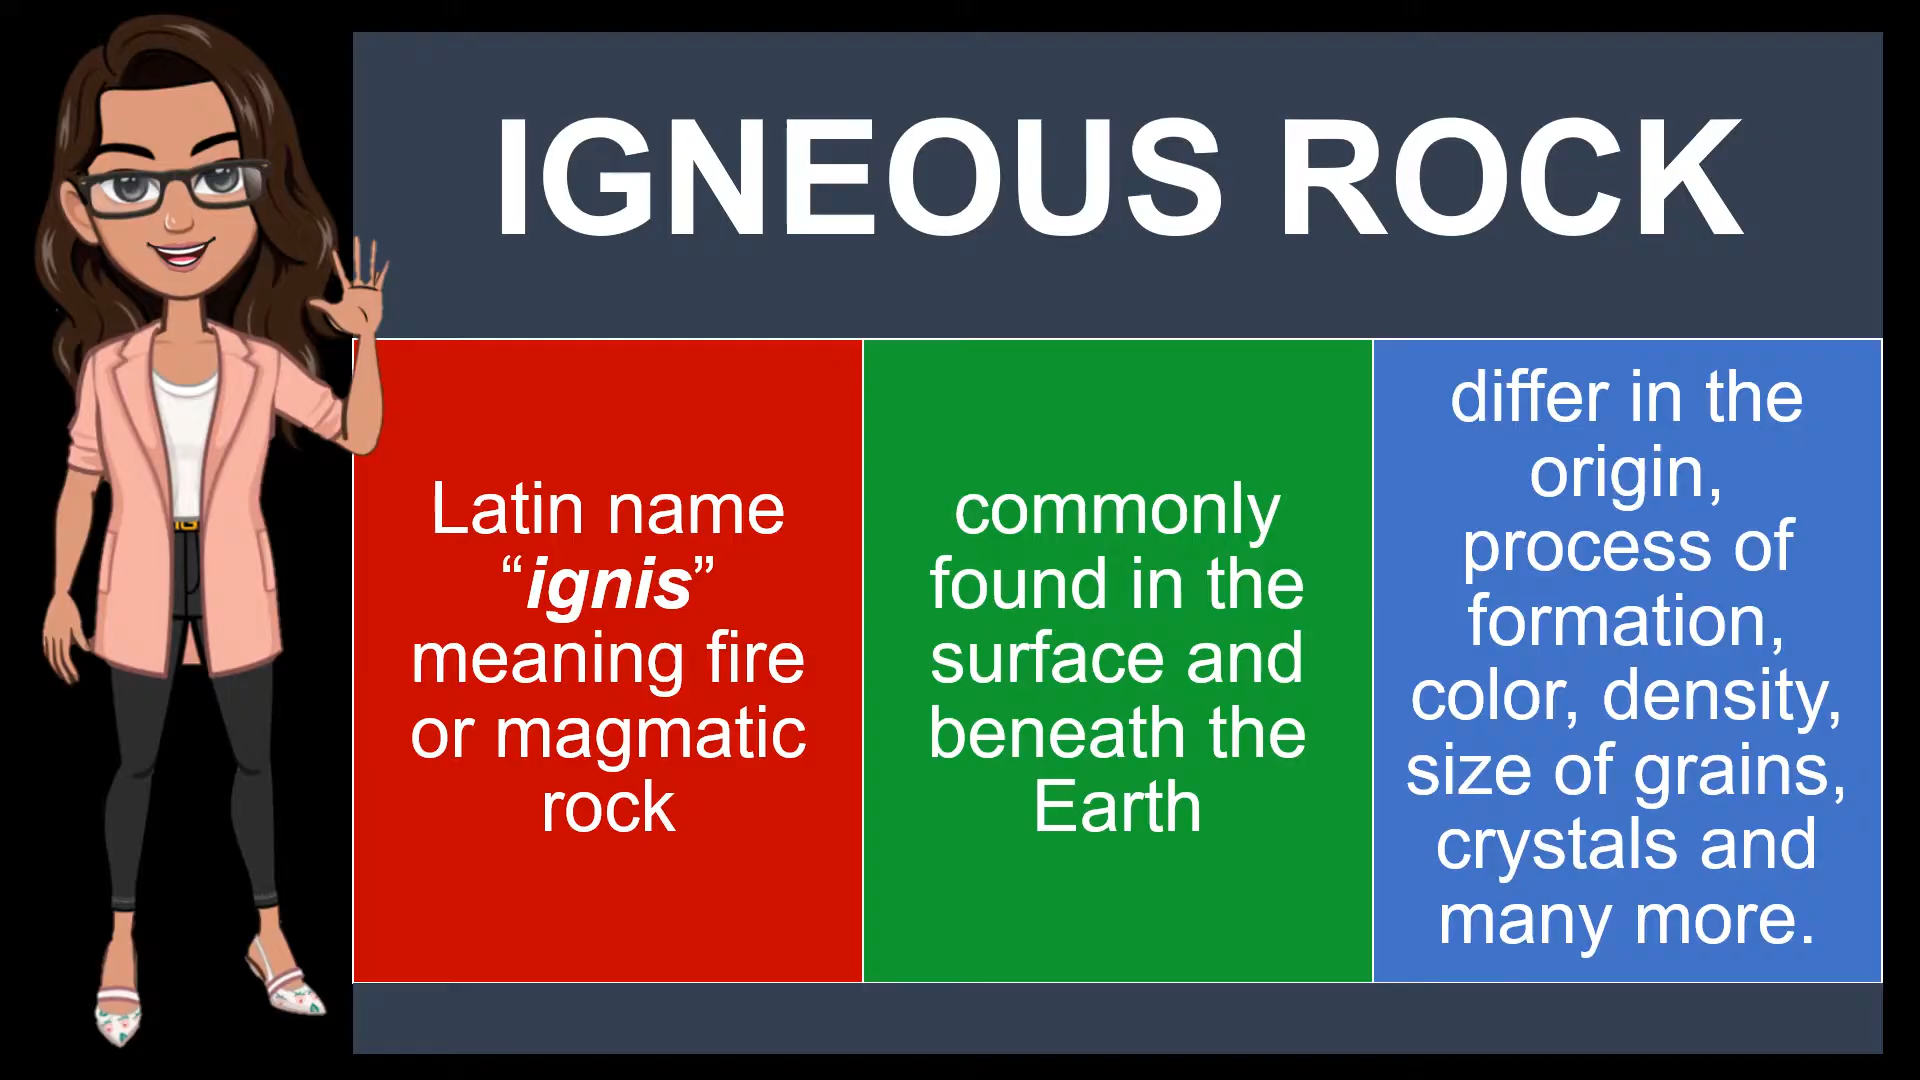 IGNEOUS ROCK
Latin name
“ignis”
meaning fire
or magmatic
rock
commonly
found in the
surface and
beneath the
Earth
differ in the
origin,
process of
formation,
color, density,
size of grains,
crystals and
many more.